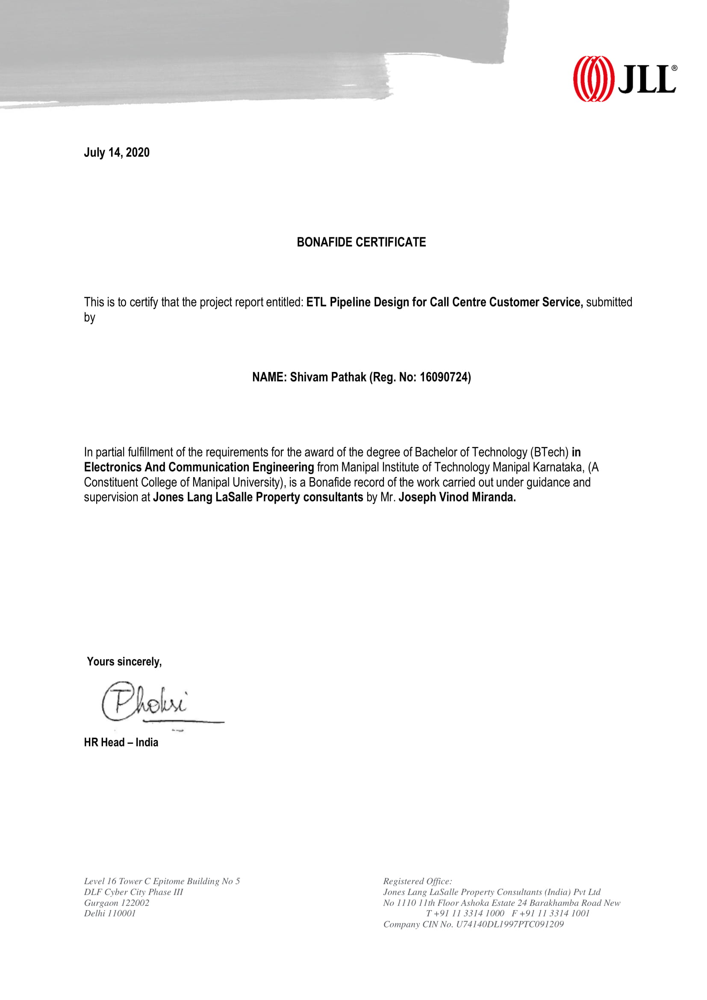 JLL®
July 14, 2020
BONAFIDE CERTIFICATE
This is to certify that the project report entitled: ETL Pipeline Design for Call Centre Customer Service, submitted
by
NAME: Shivam Pathak (Reg. No: 16090724)
In partial fulfillment of the requirements for the award of the degree of Bachelor of Technology (BTech) in
Electronics And Communication Engineering from Manipal Institute of Technology Manipal Karnataka, (A
Constituent College of Manipal University), is a Bonafide record of the work carried out under guidance and
supervision at Jones Lang LaSalle Property consultants by Mr. Joseph Vinod Miranda.
Yours sincerely,
HR Head – India
Level 16 Tower C Epitome Building No 5
DLF Cyber City Phase III
Gurgaon 122002
Delhi 110001
Registered Office:
Jones Lang LaSalle Property Consultants (India) Pvt Ltd
No 1110 11th Floor Ashoka Estate 24 Barakhamba Road New
T +91 11 3314 1000 F +91 11 3314 1001
Company CIN No. U74140DL1997PTC091209